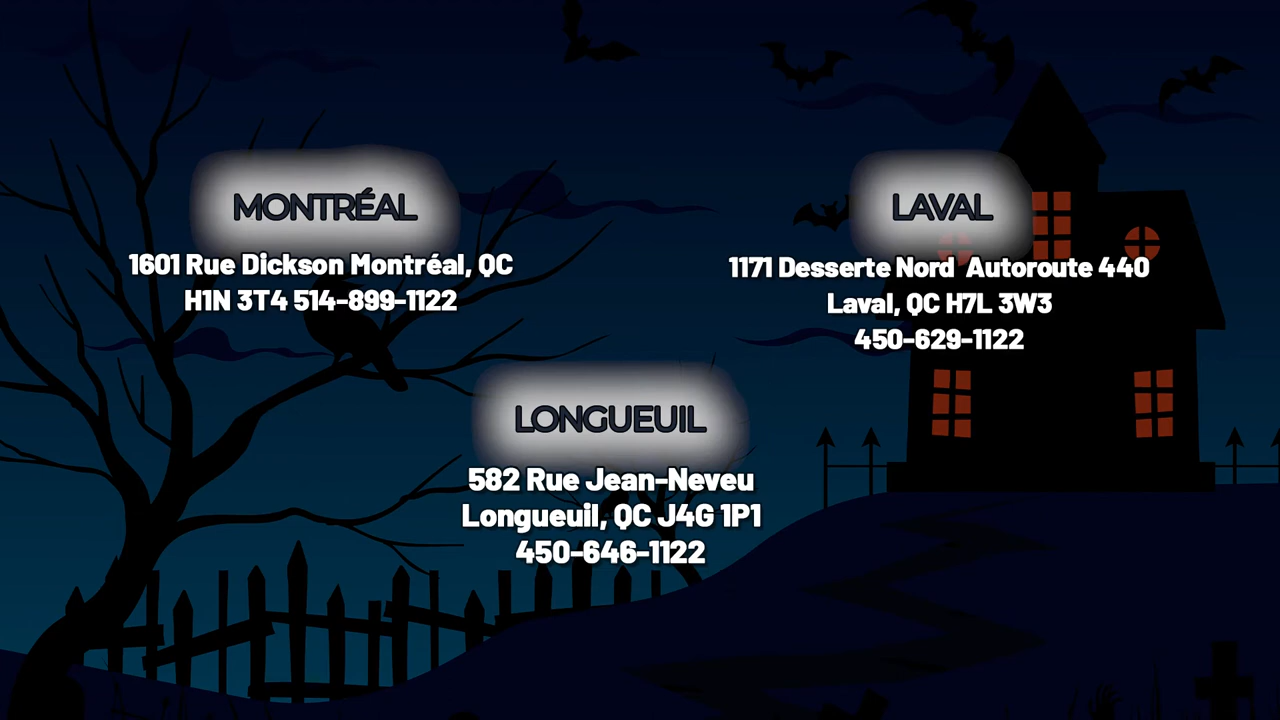 MONTRÉAL
1601 Rue Dickson Montréal, QC
H1N 3T4 514-899-1122
LAVAL
1171 Desserte Nord  Autoroute 440
Laval, QC H7L 3W3
450-629-1122
LONGUEUIL
582 Rue Jean-Neveu
Longueuil, QC J4G 1P1
450-646-1122